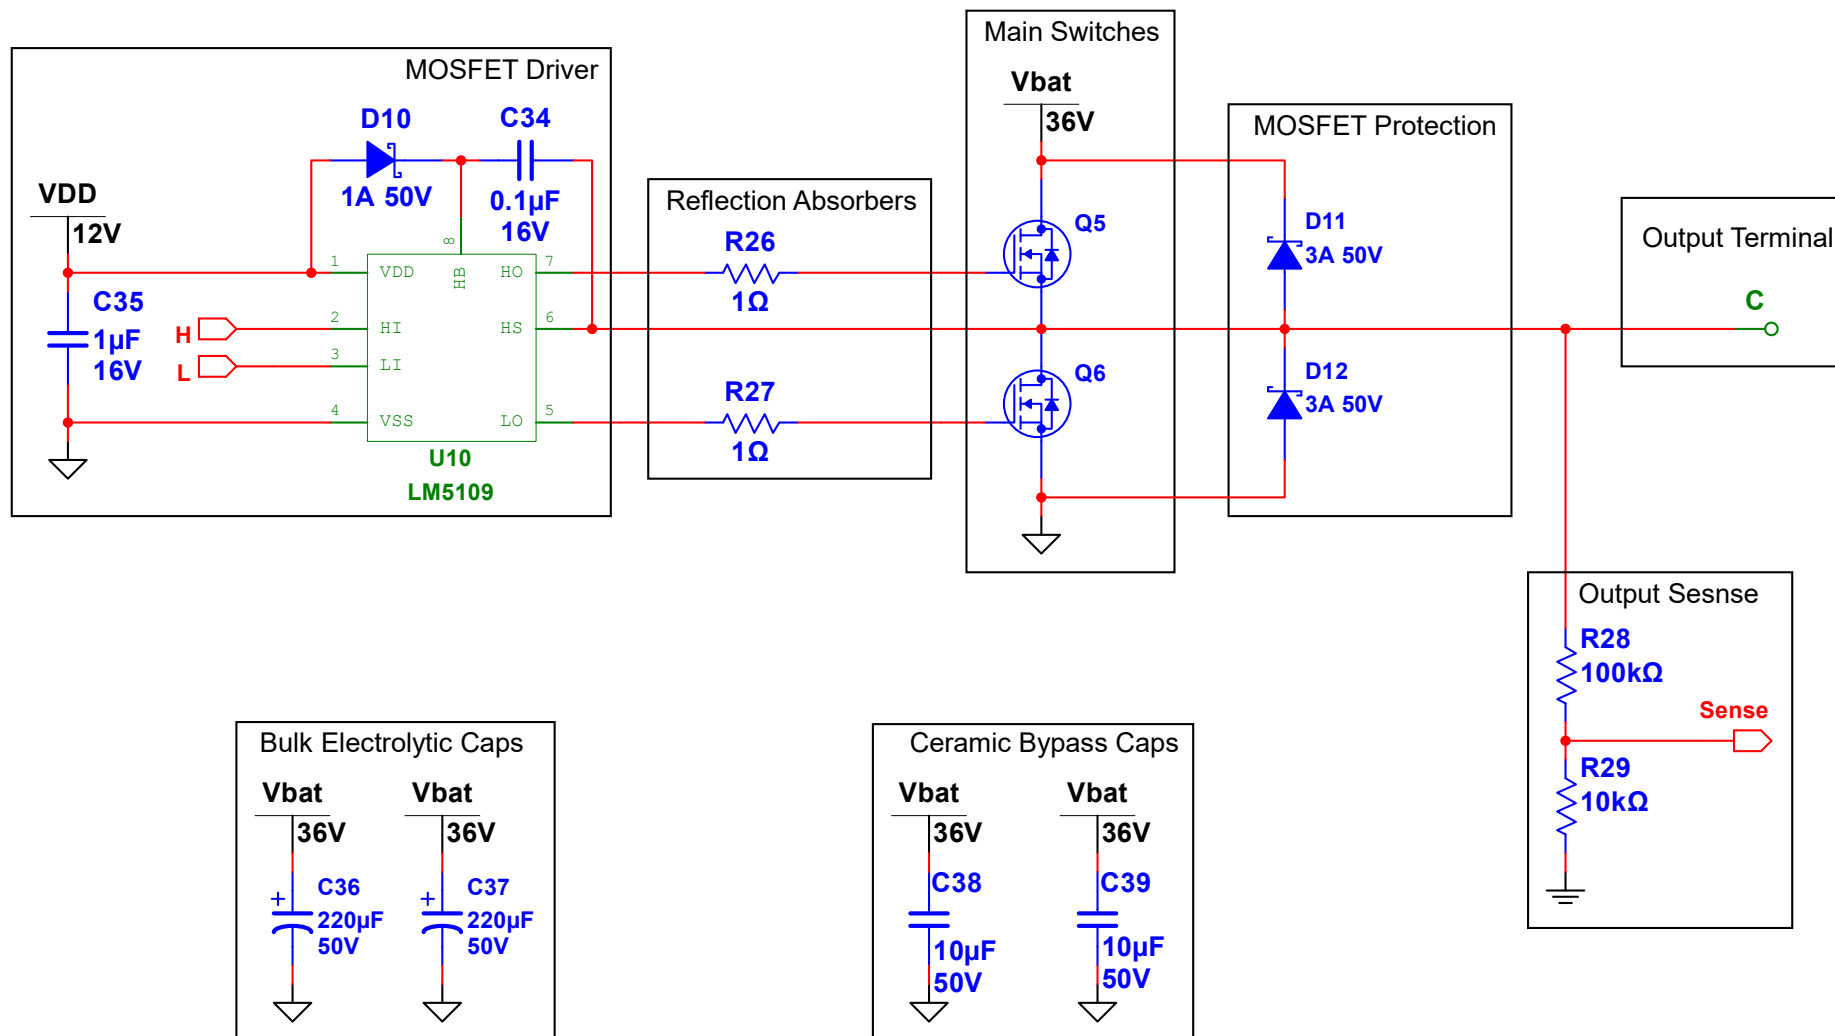 MOSFET Driver
VDD
12V
C35
1µF
16V
D10
1A 50V
C34
0.1µF
16V
H
L
1
VDD
2
HI
3
LI
4
VSS
8
HB
HO
7
HS
6
LO
5
U10
LM5109
Reflection Absorbers
R26
1Ω
R27
1Ω
Main Switches
Vbat
36V
Q5
Q6
MOSFET Protection
D11
3A 50V
D12
3A 50V
Output Terminal
C
Output Sesnse
R28
100kΩ
Sense
R29
10kΩ
Bulk Electrolytic Caps
Vbat
36V
+
C36
220µF
50V
Vbat
36V
+
C37
220µF
50V
Ceramic Bypass Caps
Vbat
36V
C38
10µF
50V
Vbat
36V
C39
10µF
50V